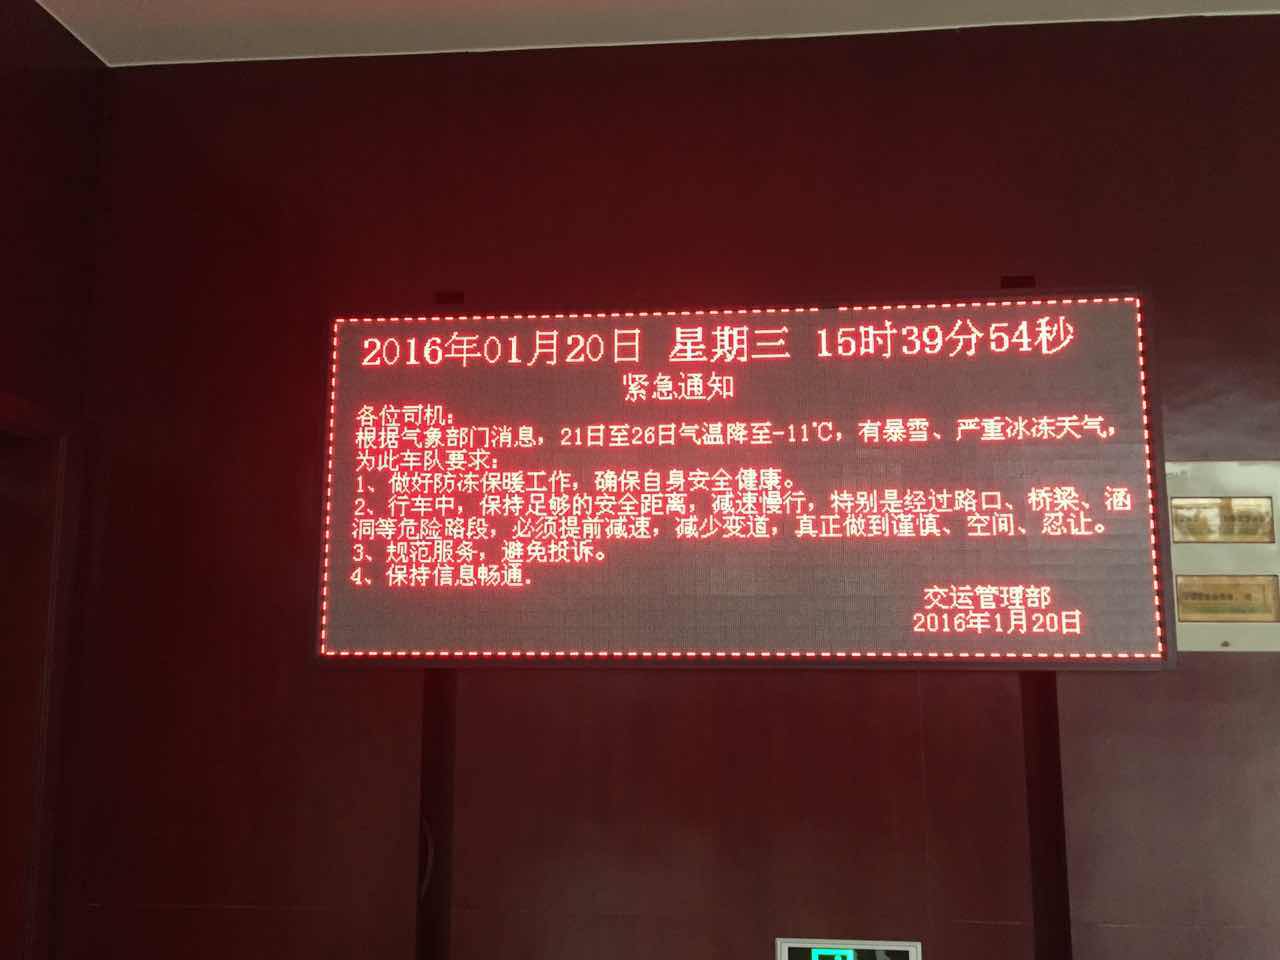 2016年01月20日 星期三 15时39分54秒
紧急通知
各位司机：
根据气象部门消息，21日至26日气温降至-11℃，有暴雪、严重冰冻天气，
为此车队要求：
1、做好防冻保暖工作，确保自身安全健康。
2、行车中，保持足够的安全距离，减速慢行，特别是经过路口、桥梁、涵
洞等危险路段，必须提前减速，减少变道，真正做到谨慎、空间、忍让。
3、规范服务，避免投诉。
4、保持信息畅通.
交运管理部
2016年1月20日